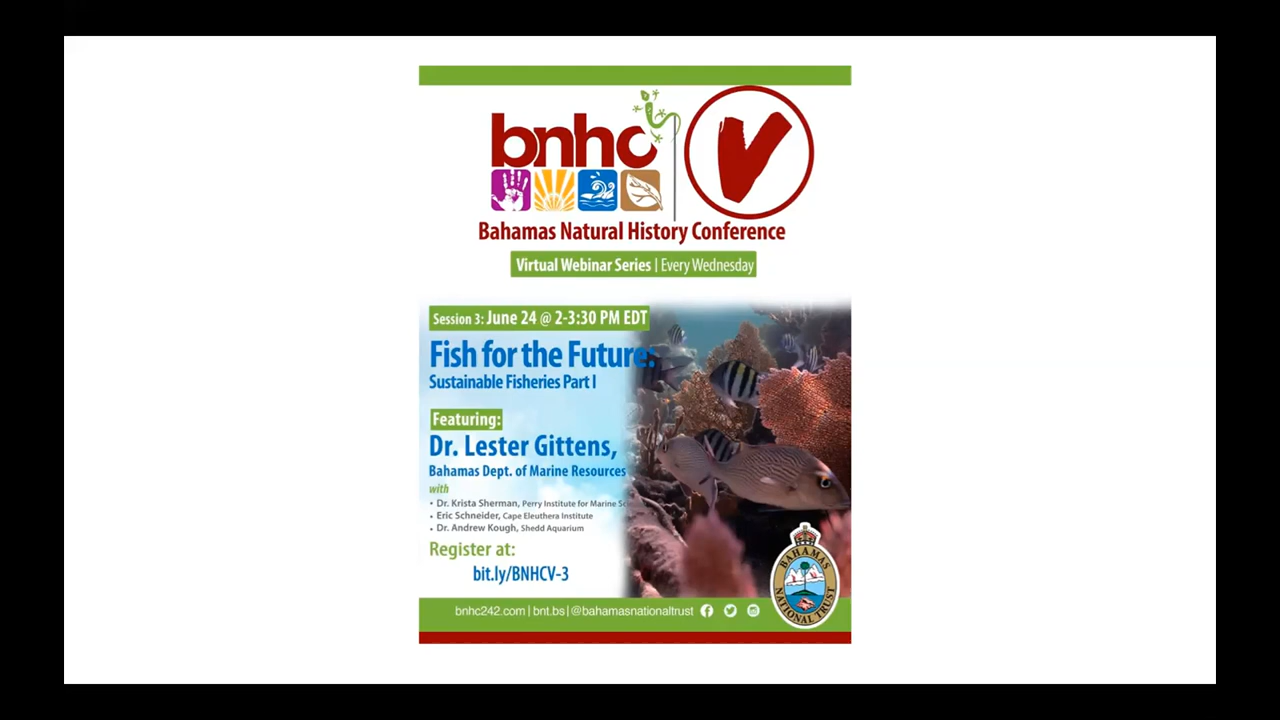 bnhc
V
Bahamas Natural History Conference
Virtual Webinar Series | Every Wednesday
Session 3: June 24 @ 2-3:30 PM EDT
Fish for the Future:
Sustainable Fisheries Part I
Featuring:
Dr. Lester Gittens,
Bahamas Dept. of Marine Resources
with
• Dr. Krista Sherman, Perry Institute for Marine
• Eric Schneider, Cape Eleuthera Institute
• Dr. Andrew Kough, Shedd Aquarium
Register at:
bit.ly/BNHCV-3
BAHAMAS
NATIONAL TRUST
bnhc242.com | bnt.bs | @bahamasnationaltrust